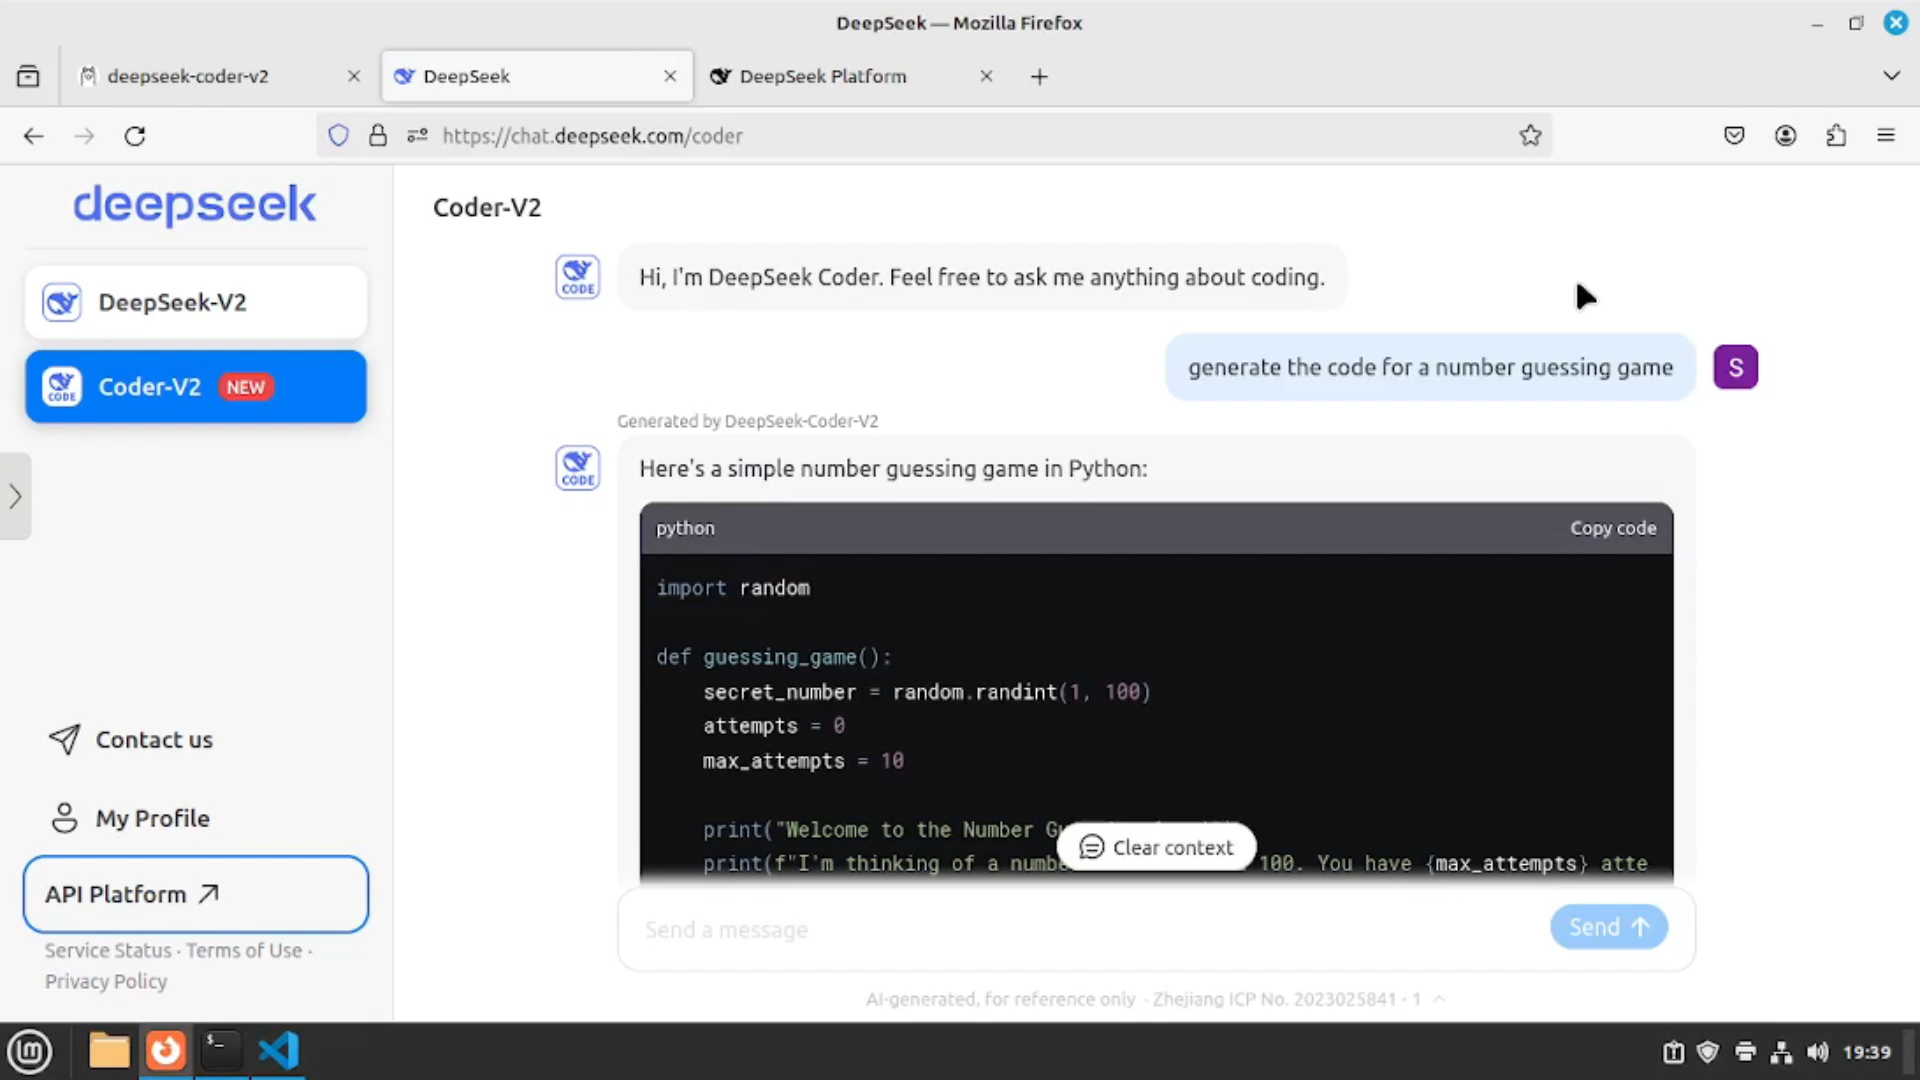 DeepSeek — Mozilla Firefox
deepseek-coder-v2
DeepSeek
DeepSeek Platform
https://chat.deepseek.com/coder
deepseek
Coder-V2
DeepSeek-V2
Coder-V2 NEW
CODE
CODE
Hi, I'm DeepSeek Coder. Feel free to ask me anything about coding.
generate the code for a number guessing game
S
Generated by DeepSeek-Coder-V2
CODE
Here's a simple number guessing game in Python:
python
Copy code
import random
def guessing_game():
secret_number = random.randint(1, 100)
attempts = 0
max_attempts = 10
print("Welcome to the Number
print(f"I'm thinking of a 100. You have {max_attempts} atte
Clear context
Contact us
My Profile
API Platform
Service Status · Terms of Use ·
Privacy Policy
Send a message
Send
AI-generated, for reference only · Zhejiang ICP No. 2023025841 - 1
19:39